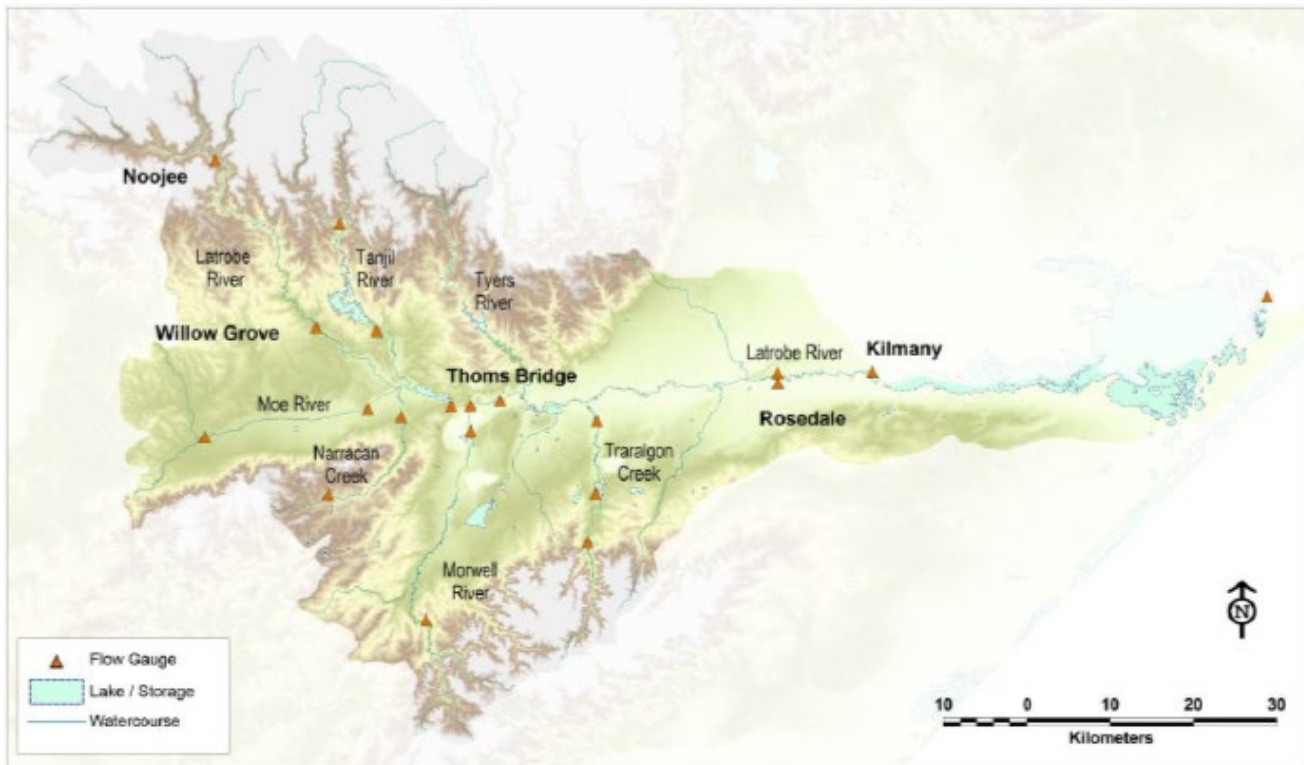 Noojee
Latrobe
River
Tanjil
River
Tyers
River
Willow Grove
Thoms Bridge
Latrobe River
Kilmany
Moe River
Rosedale
Narracan
Creek
Traralgon
Creek
Morwell
River
N
Flow Gauge
Lake / Storage
Watercourse
10 0 10 20 30
Kilometers